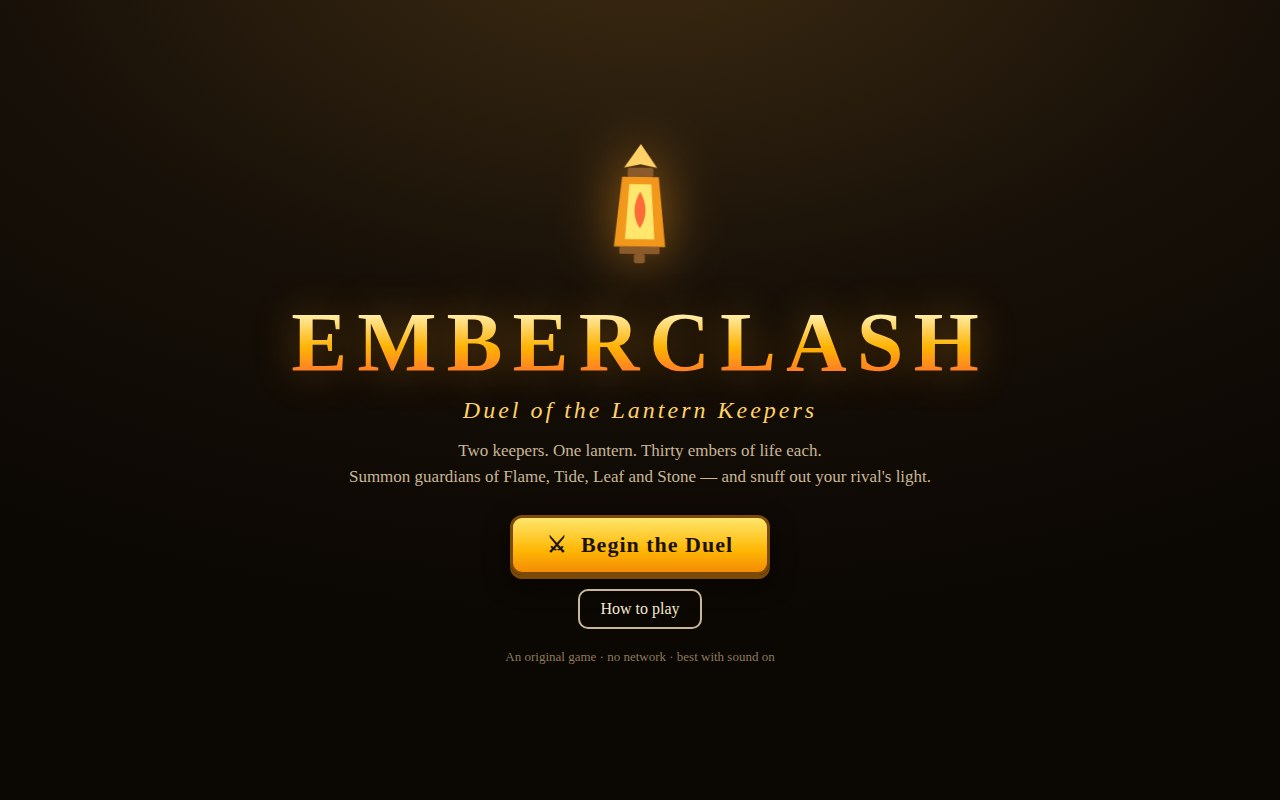 EMBERCLASH
Duel of the Lantern Keepers
Two keepers. One lantern. Thirty embers of life each.
Summon guardians of Flame, Tide, Leaf and Stone — and snuff out your rival's light.
⚔ Begin the Duel
How to play
An original game · no network · best with sound on